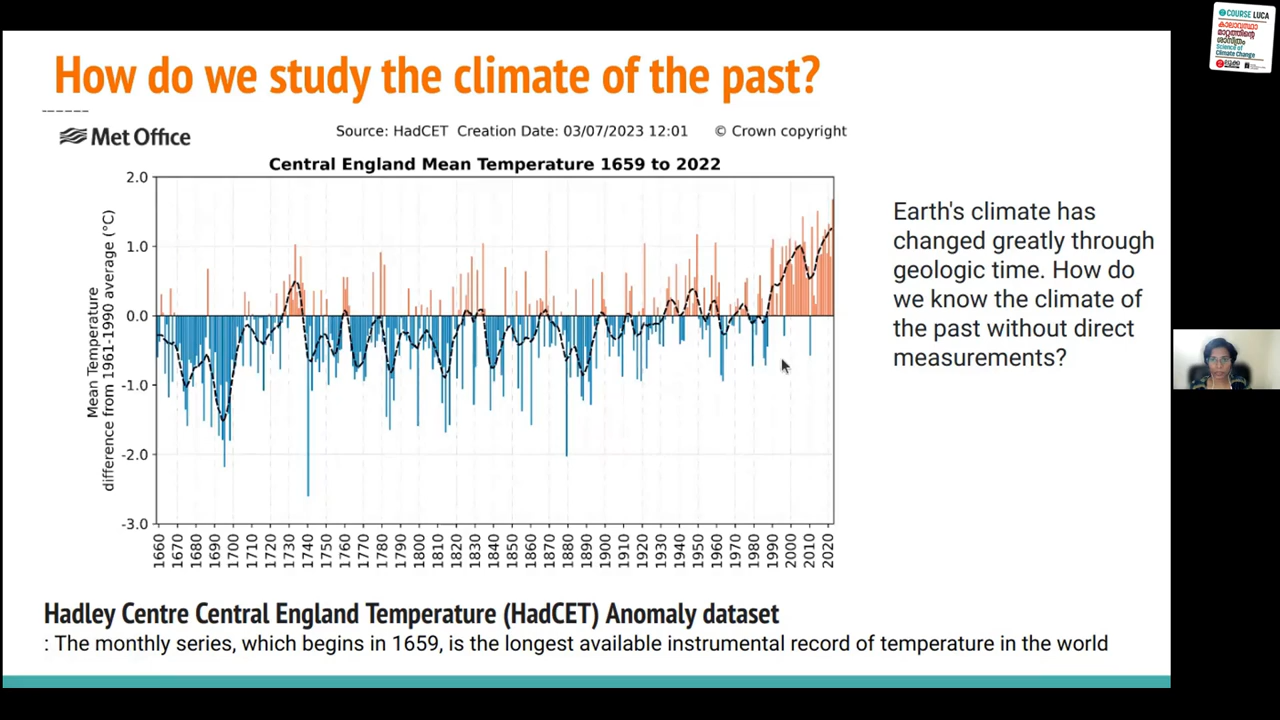 How do we study the climate of the past?
COURSE LUCA
കാലാവസ്ഥാ
മാറ്റത്തിന്റെ
ശാസ്ത്രം
Science of
Climate Change
Met Office
Source: HadCET Creation Date: 03/07/2023 12:01 © Crown copyright
Central England Mean Temperature 1659 to 2022
Mean Temperature
difference from 1961-1990 average (°C)
2.0
1.0
0.0
-1.0
-2.0
-3.0
1660 1670 1680 1690 1700 1710 1720 1730 1740 1750 1760 1770 1780 1790 1800 1810 1820 1830 1840 1850 1860 1870 1880 1890 1900 1910 1920 1930 1940 1950 1960 1970 1980 1990 2000 2010 2020
Earth's climate has
changed greatly through
geologic time. How do
we know the climate of
the past without direct
measurements?
Hadley Centre Central England Temperature (HadCET) Anomaly dataset
: The monthly series, which begins in 1659, is the longest available instrumental record of temperature in the world